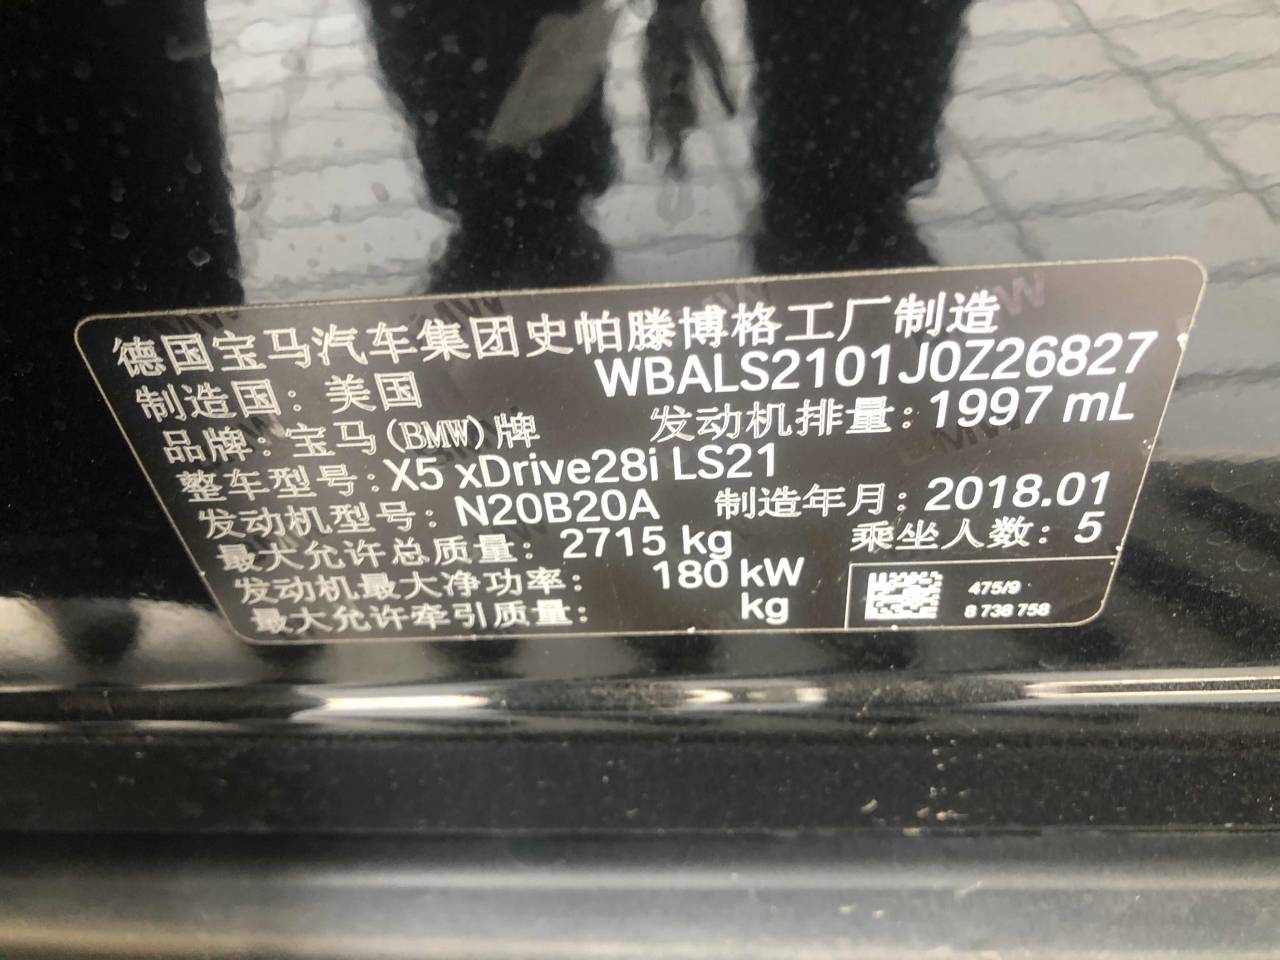 德国宝马汽车集团史帕滕博格工厂制造
制造国：美国 WBALS2101J0Z26827
品牌：宝马(BMW)牌 发动机排量：1997 mL
整车型号：X5 xDrive28i LS21
发动机型号：N20B20A 制造年月：2018.01
最大允许总质量：2715 kg 乘坐人数：5
发动机最大净功率：180 kW
最大允许牵引质量： kg
475/9
8 738 758